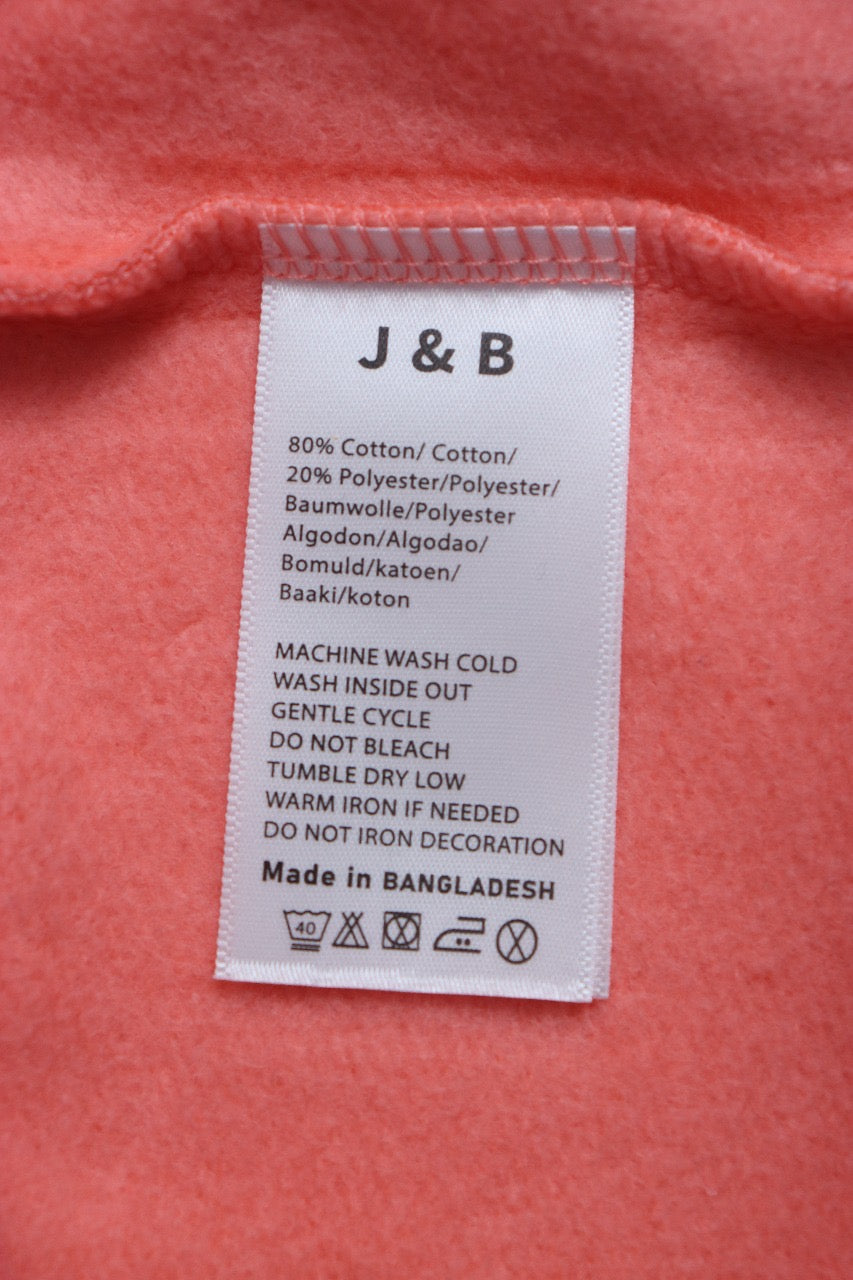 J & B
80% Cotton/ Cotton/
20% Polyester/Polyester/
Baumwolle/Polyester
Algodon/Algodao/
Bomuld/katoen/
Baaki/koton
MACHINE WASH COLD
WASH INSIDE OUT
GENTLE CYCLE
DO NOT BLEACH
TUMBLE DRY LOW
WARM IRON IF NEEDED
DO NOT IRON DECORATION
Made in BANGLADESH
40